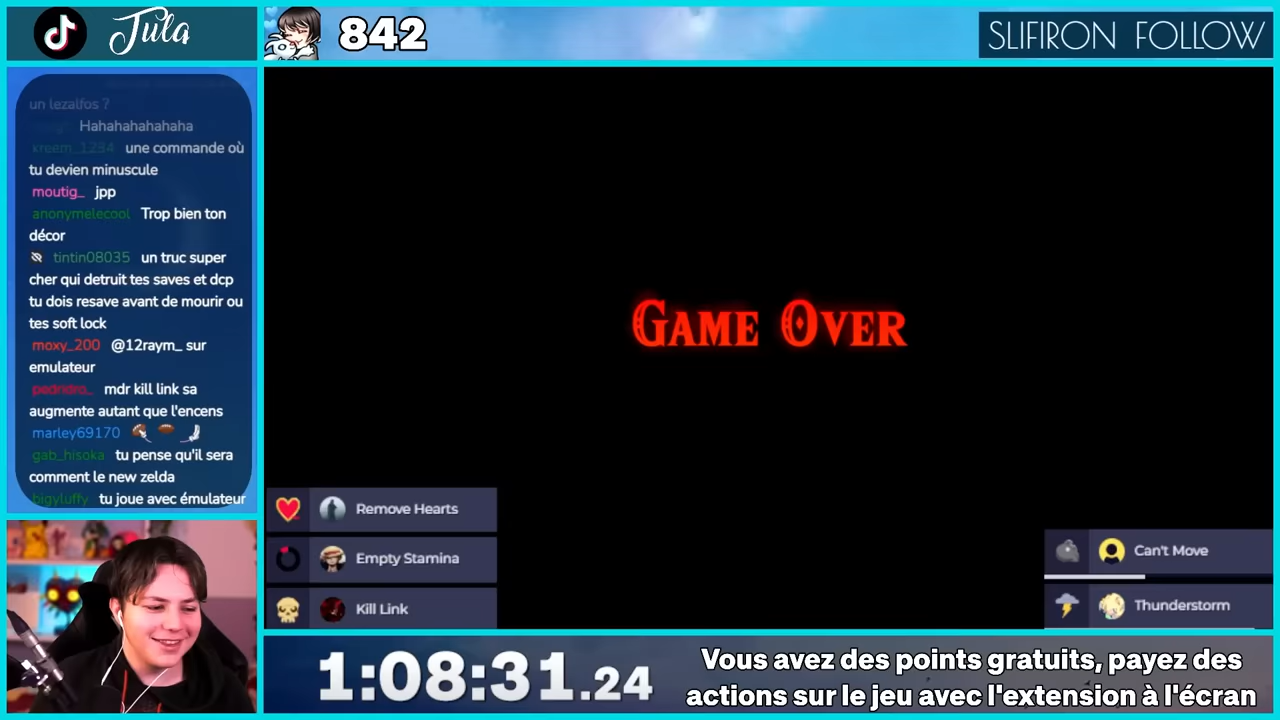 Jula
842
SLIFIRON FOLLOW
un lezalfos ?
Hahahahahahaha
kreem_1234 une commande où
tu devien minuscule
moutig_ jpp
anonymelecool Trop bien ton
décor
tintin08035 un truc super
cher qui detruit tes saves et dcp
tu dois resave avant de mourir ou
tes soft lock
moxy_200 @12raym_ sur
emulateur
pedridro_ mdr kill link sa
augmente autant que l'encens
marley69170
gab_hisoka tu pense qu'il sera
comment le new zelda
bigyluffy tu joue avec émulateur
GAME OVER
Remove Hearts
Empty Stamina
Kill Link
Can't Move
Thunderstorm
1:08:31.24
Vous avez des points gratuits, payez des
actions sur le jeu avec l'extension à l'écran